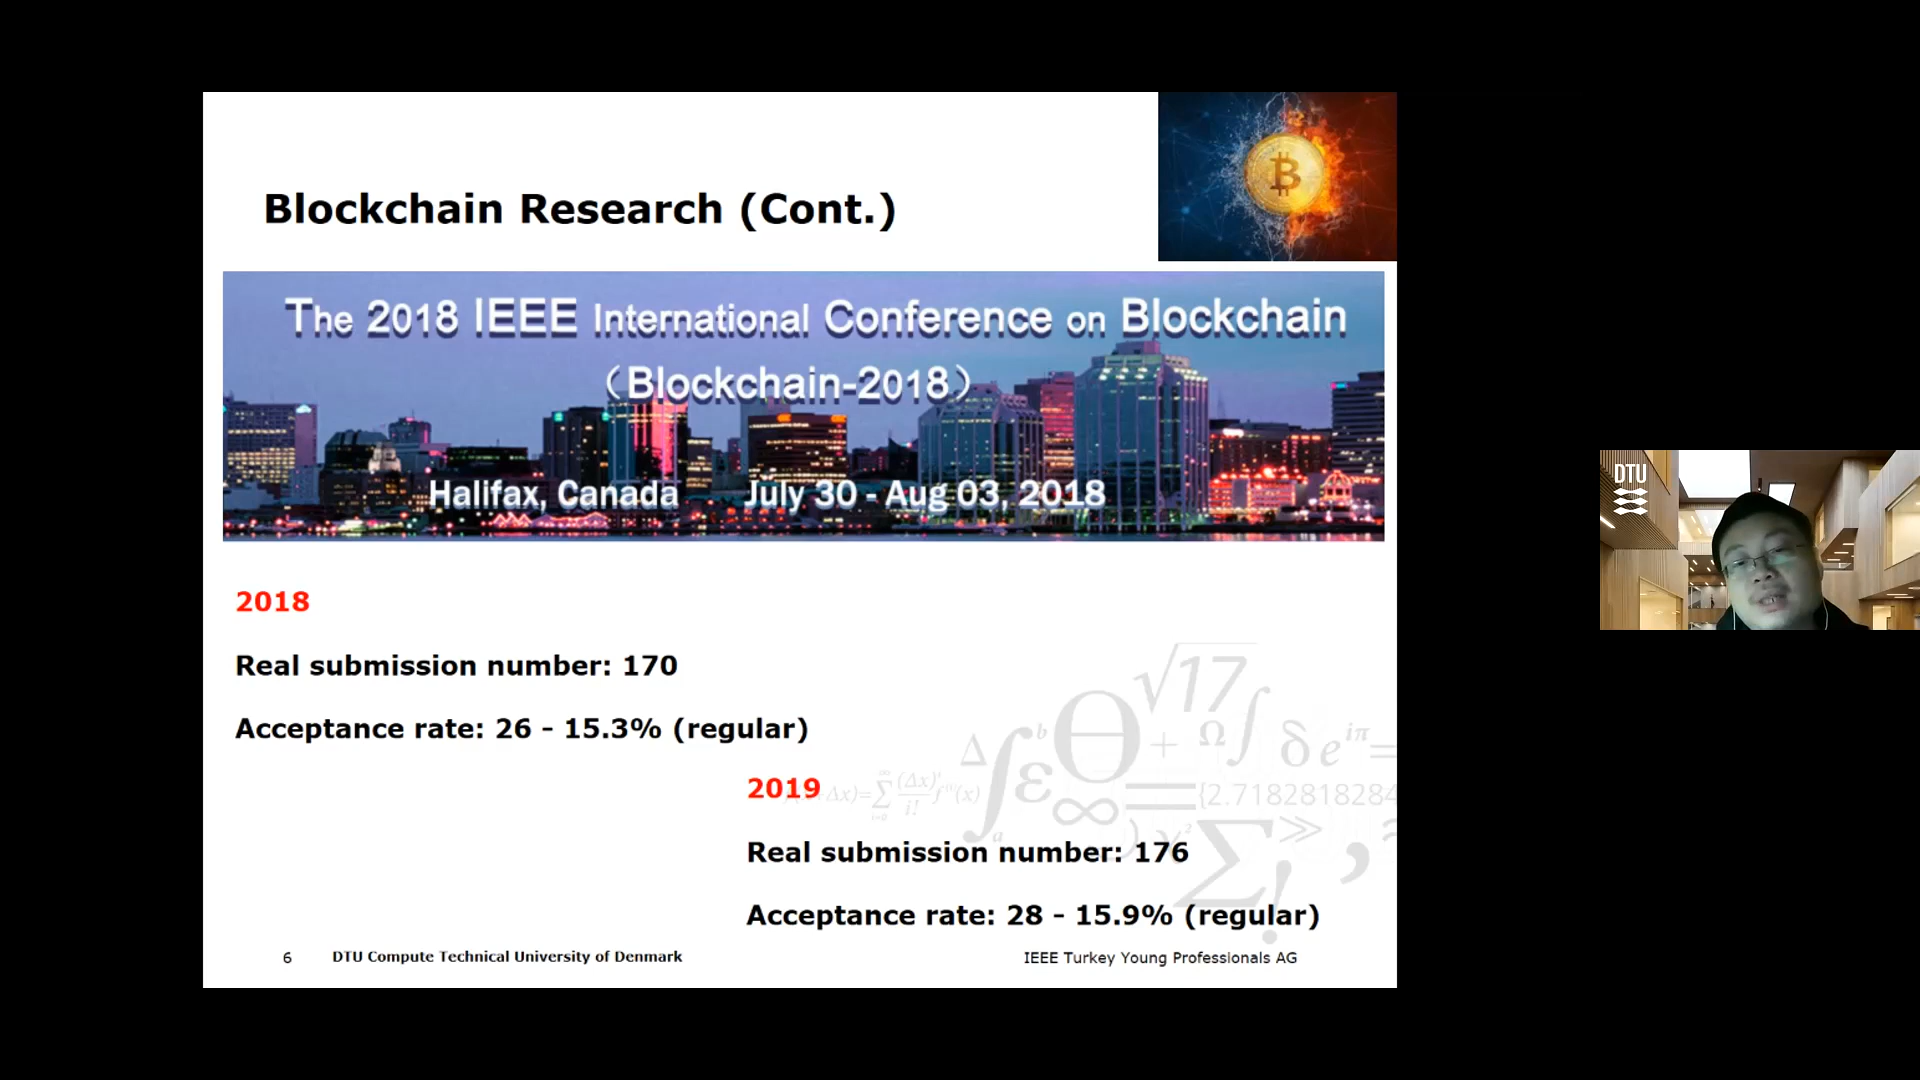 Blockchain Research (Cont.)
The 2018 IEEE International Conference on Blockchain
（Blockchain-2018）
Halifax, Canada July 30 - Aug 03, 2018
2018
Real submission number: 170
Acceptance rate: 26 - 15.3% (regular)
2019
Real submission number: 176
Acceptance rate: 28 - 15.9% (regular)
6 DTU Compute Technical University of Denmark IEEE Turkey Young Professionals AG
DTU